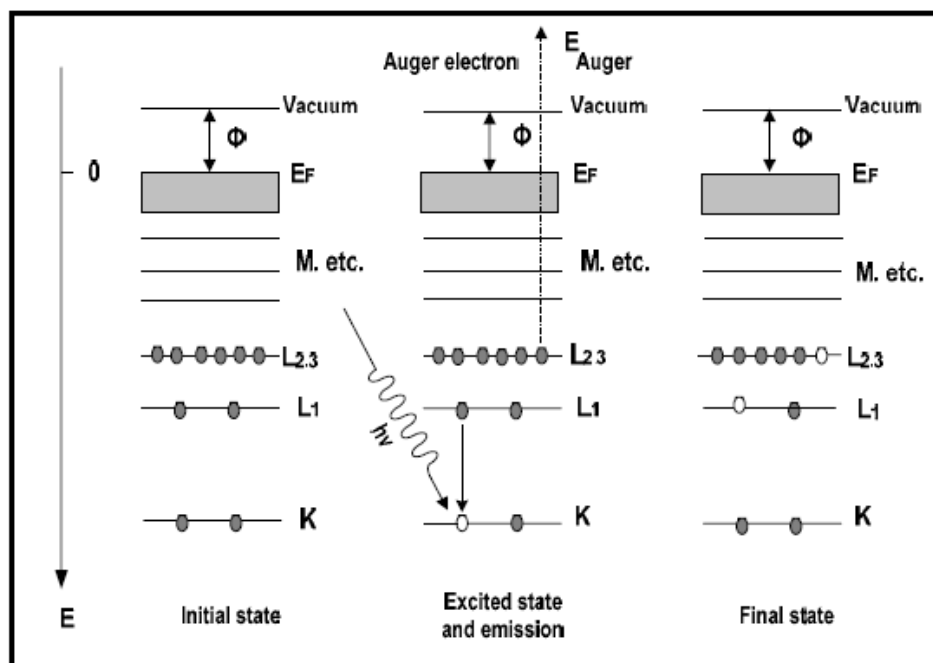 E
Auger electron Auger
Vacuum Vacuum Vacuum
Φ Φ Φ
0 EF EF EF
M. etc. M. etc. M. etc.
L2.3 L2 3 L2.3
L1 L1 L1
hν
K K K
E
Initial state
Excited state
and emission
Final state